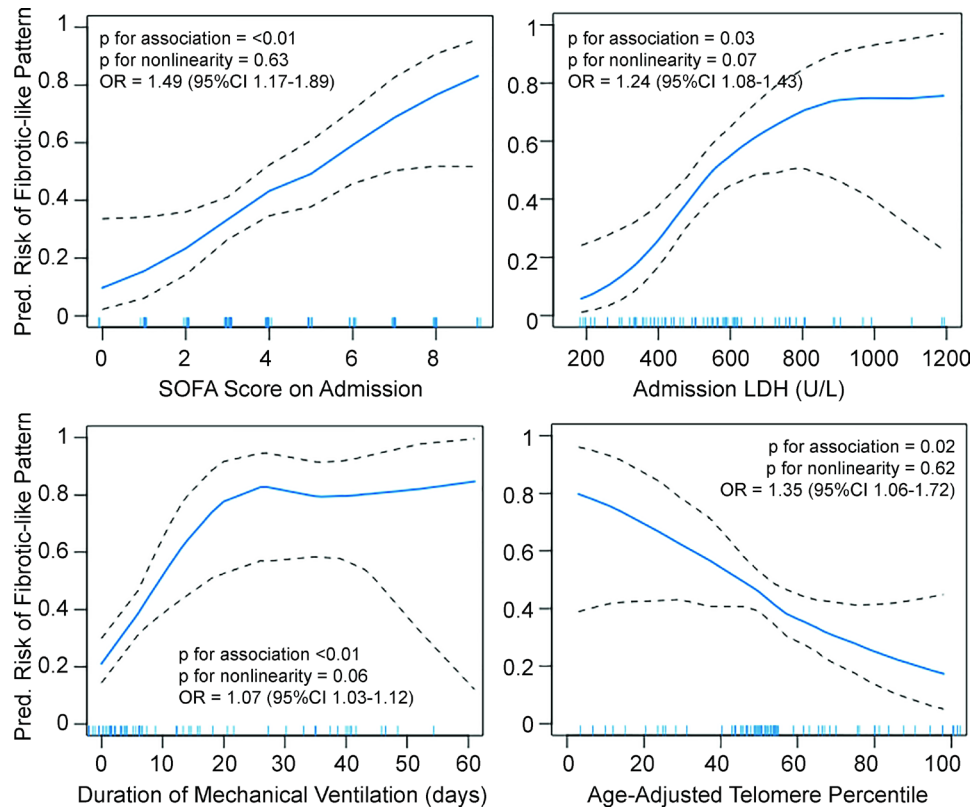 Pred. Risk of Fibrotic-like Pattern
1
0.8
0.6
0.4
0.2
0
p for association = <0.01
p for nonlinearity = 0.63
OR = 1.49 (95%CI 1.17-1.89)
0 2 4 6 8
SOFA Score on Admission
1
0.8
0.6
0.4
0.2
0
p for association = 0.03
p for nonlinearity = 0.07
OR = 1.24 (95%CI 1.08-1.43)
200 400 600 800 1000 1200
Admission LDH (U/L)
Pred. Risk of Fibrotic-like Pattern
1
0.8
0.6
0.4
0.2
0
p for association <0.01
p for nonlinearity = 0.06
OR = 1.07 (95%CI 1.03-1.12)
0 10 20 30 40 50 60
Duration of Mechanical Ventilation (days)
1
0.8
0.6
0.4
0.2
0
p for association = 0.02
p for nonlinearity = 0.62
OR = 1.35 (95%CI 1.06-1.72)
0 20 40 60 80 100
Age-Adjusted Telomere Percentile